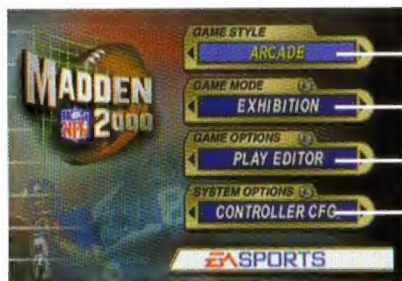 GAME STYLE
ARCADE
GAME MODE
EXHIBITION
MADDEN
NFL
2000
GAME OPTIONS
PLAY EDITOR
SYSTEM OPTIONS
CONTROLLER CFG
EA SPORTS